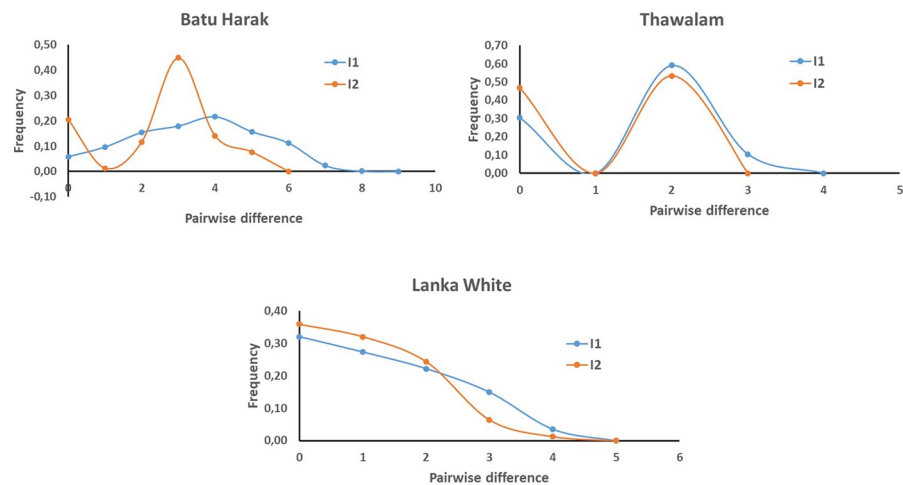 Batu Harak
0,50
0,40
0,30
0,20
0,10
0,00
-0,10
Frequency
0 2 4 6 8 10
Pairwise difference
I1
I2
Thawalam
0,70
0,60
0,50
0,40
0,30
0,20
0,10
0,00
Frequency
0 1 2 3 4 5
Pairwise difference
I1
I2
Lanka White
0,40
0,30
0,20
0,10
0,00
Frequency
0 1 2 3 4 5 6
Pairwise difference
I1
I2